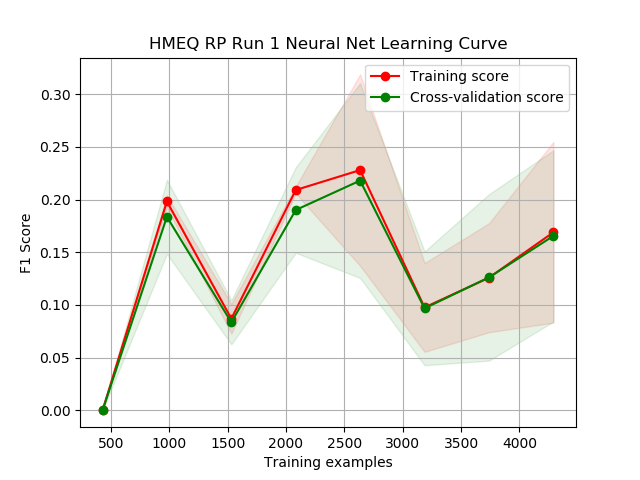 HMEQ RP Run 1 Neural Net Learning Curve
Training score
Cross-validation score
F1 Score
0.30
0.25
0.20
0.15
0.10
0.05
0.00
500 1000 1500 2000 2500 3000 3500 4000
Training examples